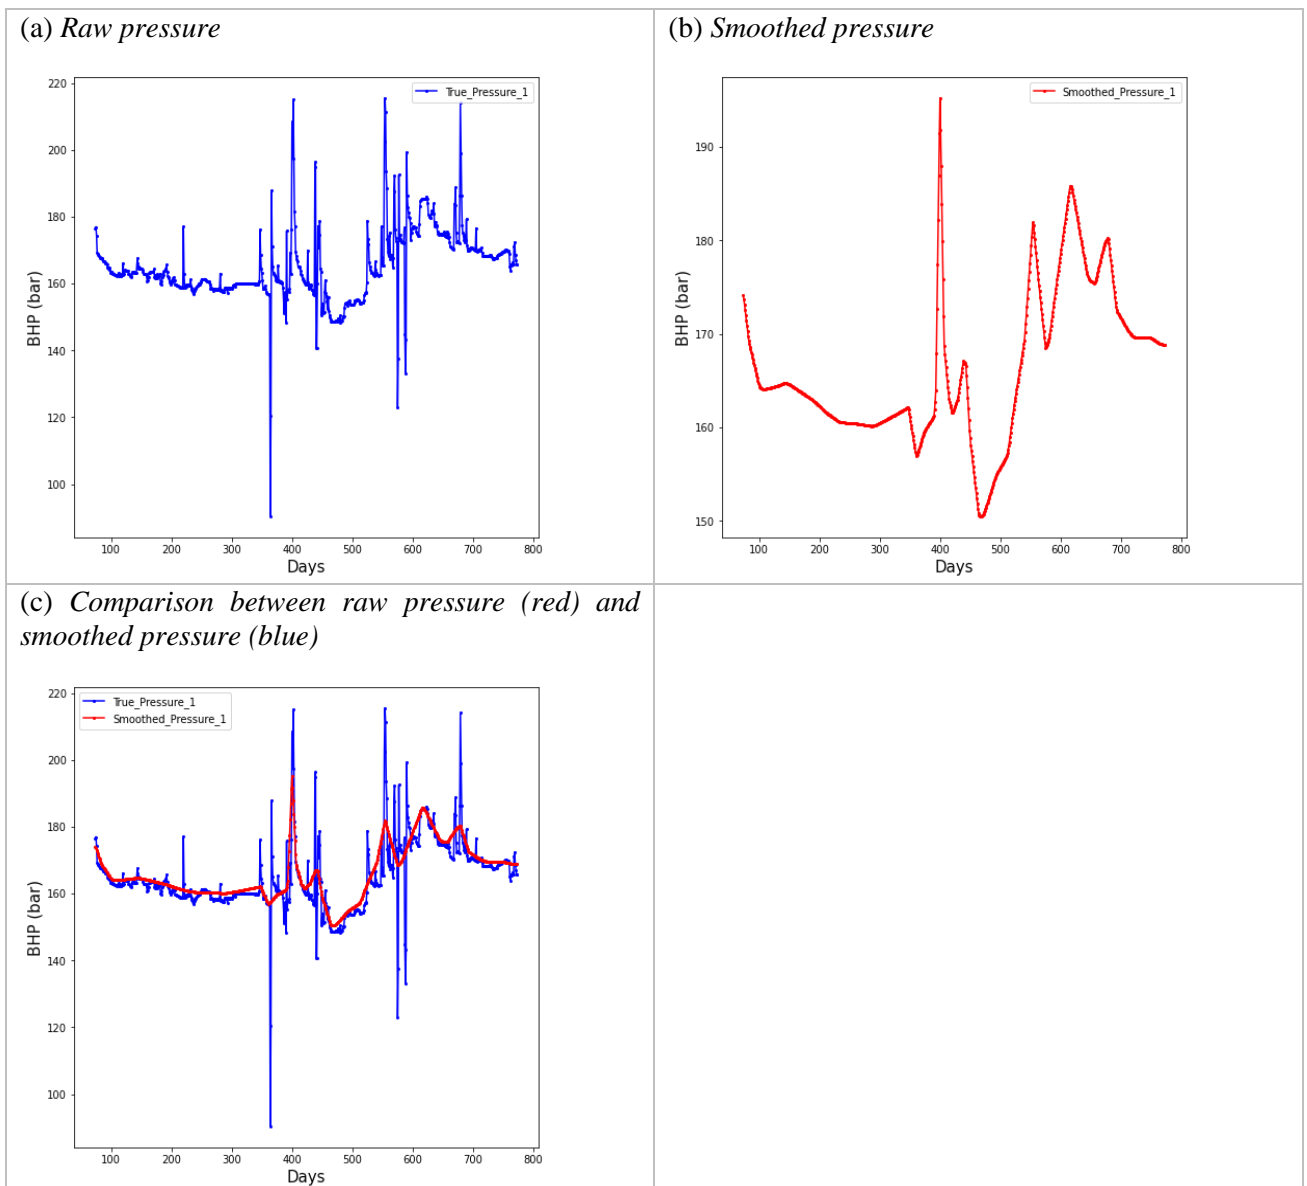 (a) Raw pressure
220
200
180
160
140
120
100
BHP (bar)
True_Pressure_1
100 200 300 400 500 600 700 800
Days
(b) Smoothed pressure
190
180
170
160
150
BHP (bar)
Smoothed_Pressure_1
100 200 300 400 500 600 700 800
Days
(c) Comparison between raw pressure (red) and
smoothed pressure (blue)
220
200
180
160
140
120
100
BHP (bar)
True_Pressure_1
Smoothed_Pressure_1
100 200 300 400 500 600 700 800
Days